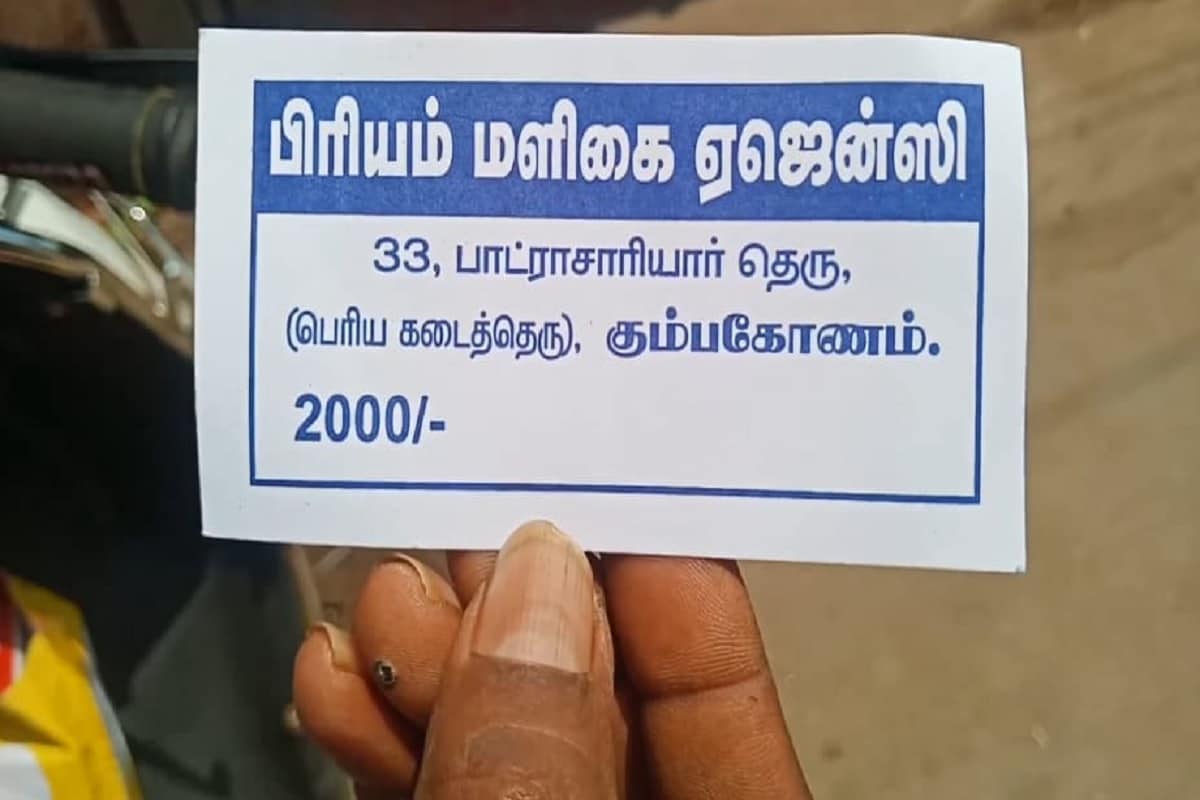 பிரியம் மளிகை ஏஜென்ஸி
33, பாட்ராசாரியார் தெரு,
(பெரிய கடைத்தெரு), கும்பகோணம்.
2000/-